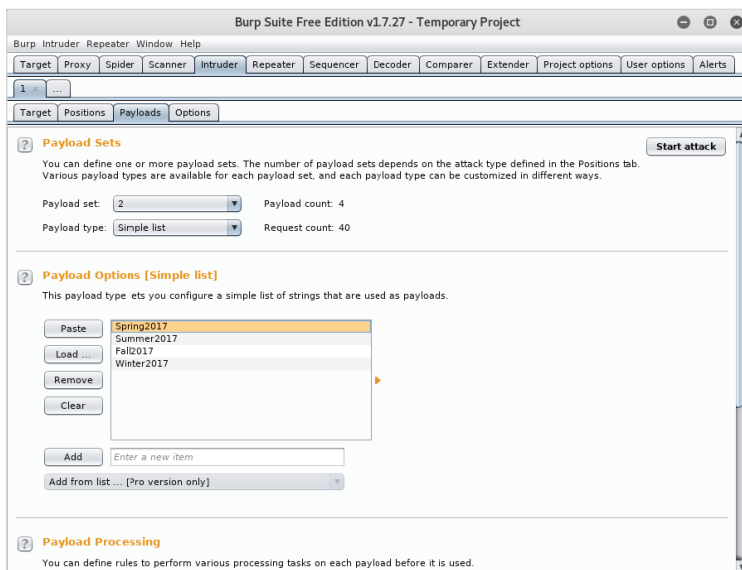 Burp Suite Free Edition v1.7.27 - Temporary Project
Burp Intruder Repeater Window Help
Target Proxy Spider Scanner Intruder Repeater Sequencer Decoder Comparer Extender Project options User options Alerts
1 × ...
Target Positions Payloads Options
? Payload Sets
Start attack
You can define one or more payload sets. The number of payload sets depends on the attack type defined in the Positions tab.
Various payload types are available for each payload set, and each payload type can be customized in different ways.
Payload set: 2 Payload count: 4
Payload type: Simple list Request count: 40
? Payload Options [Simple list]
This payload type ets you configure a simple list of strings that are used as payloads.
Paste
Load ...
Remove
Clear
Spring2017
Summer2017
Fall2017
Winter2017
Add Enter a new item
Add from list ... [Pro version only]
? Payload Processing
You can define rules to perform various processing tasks on each payload before it is used.